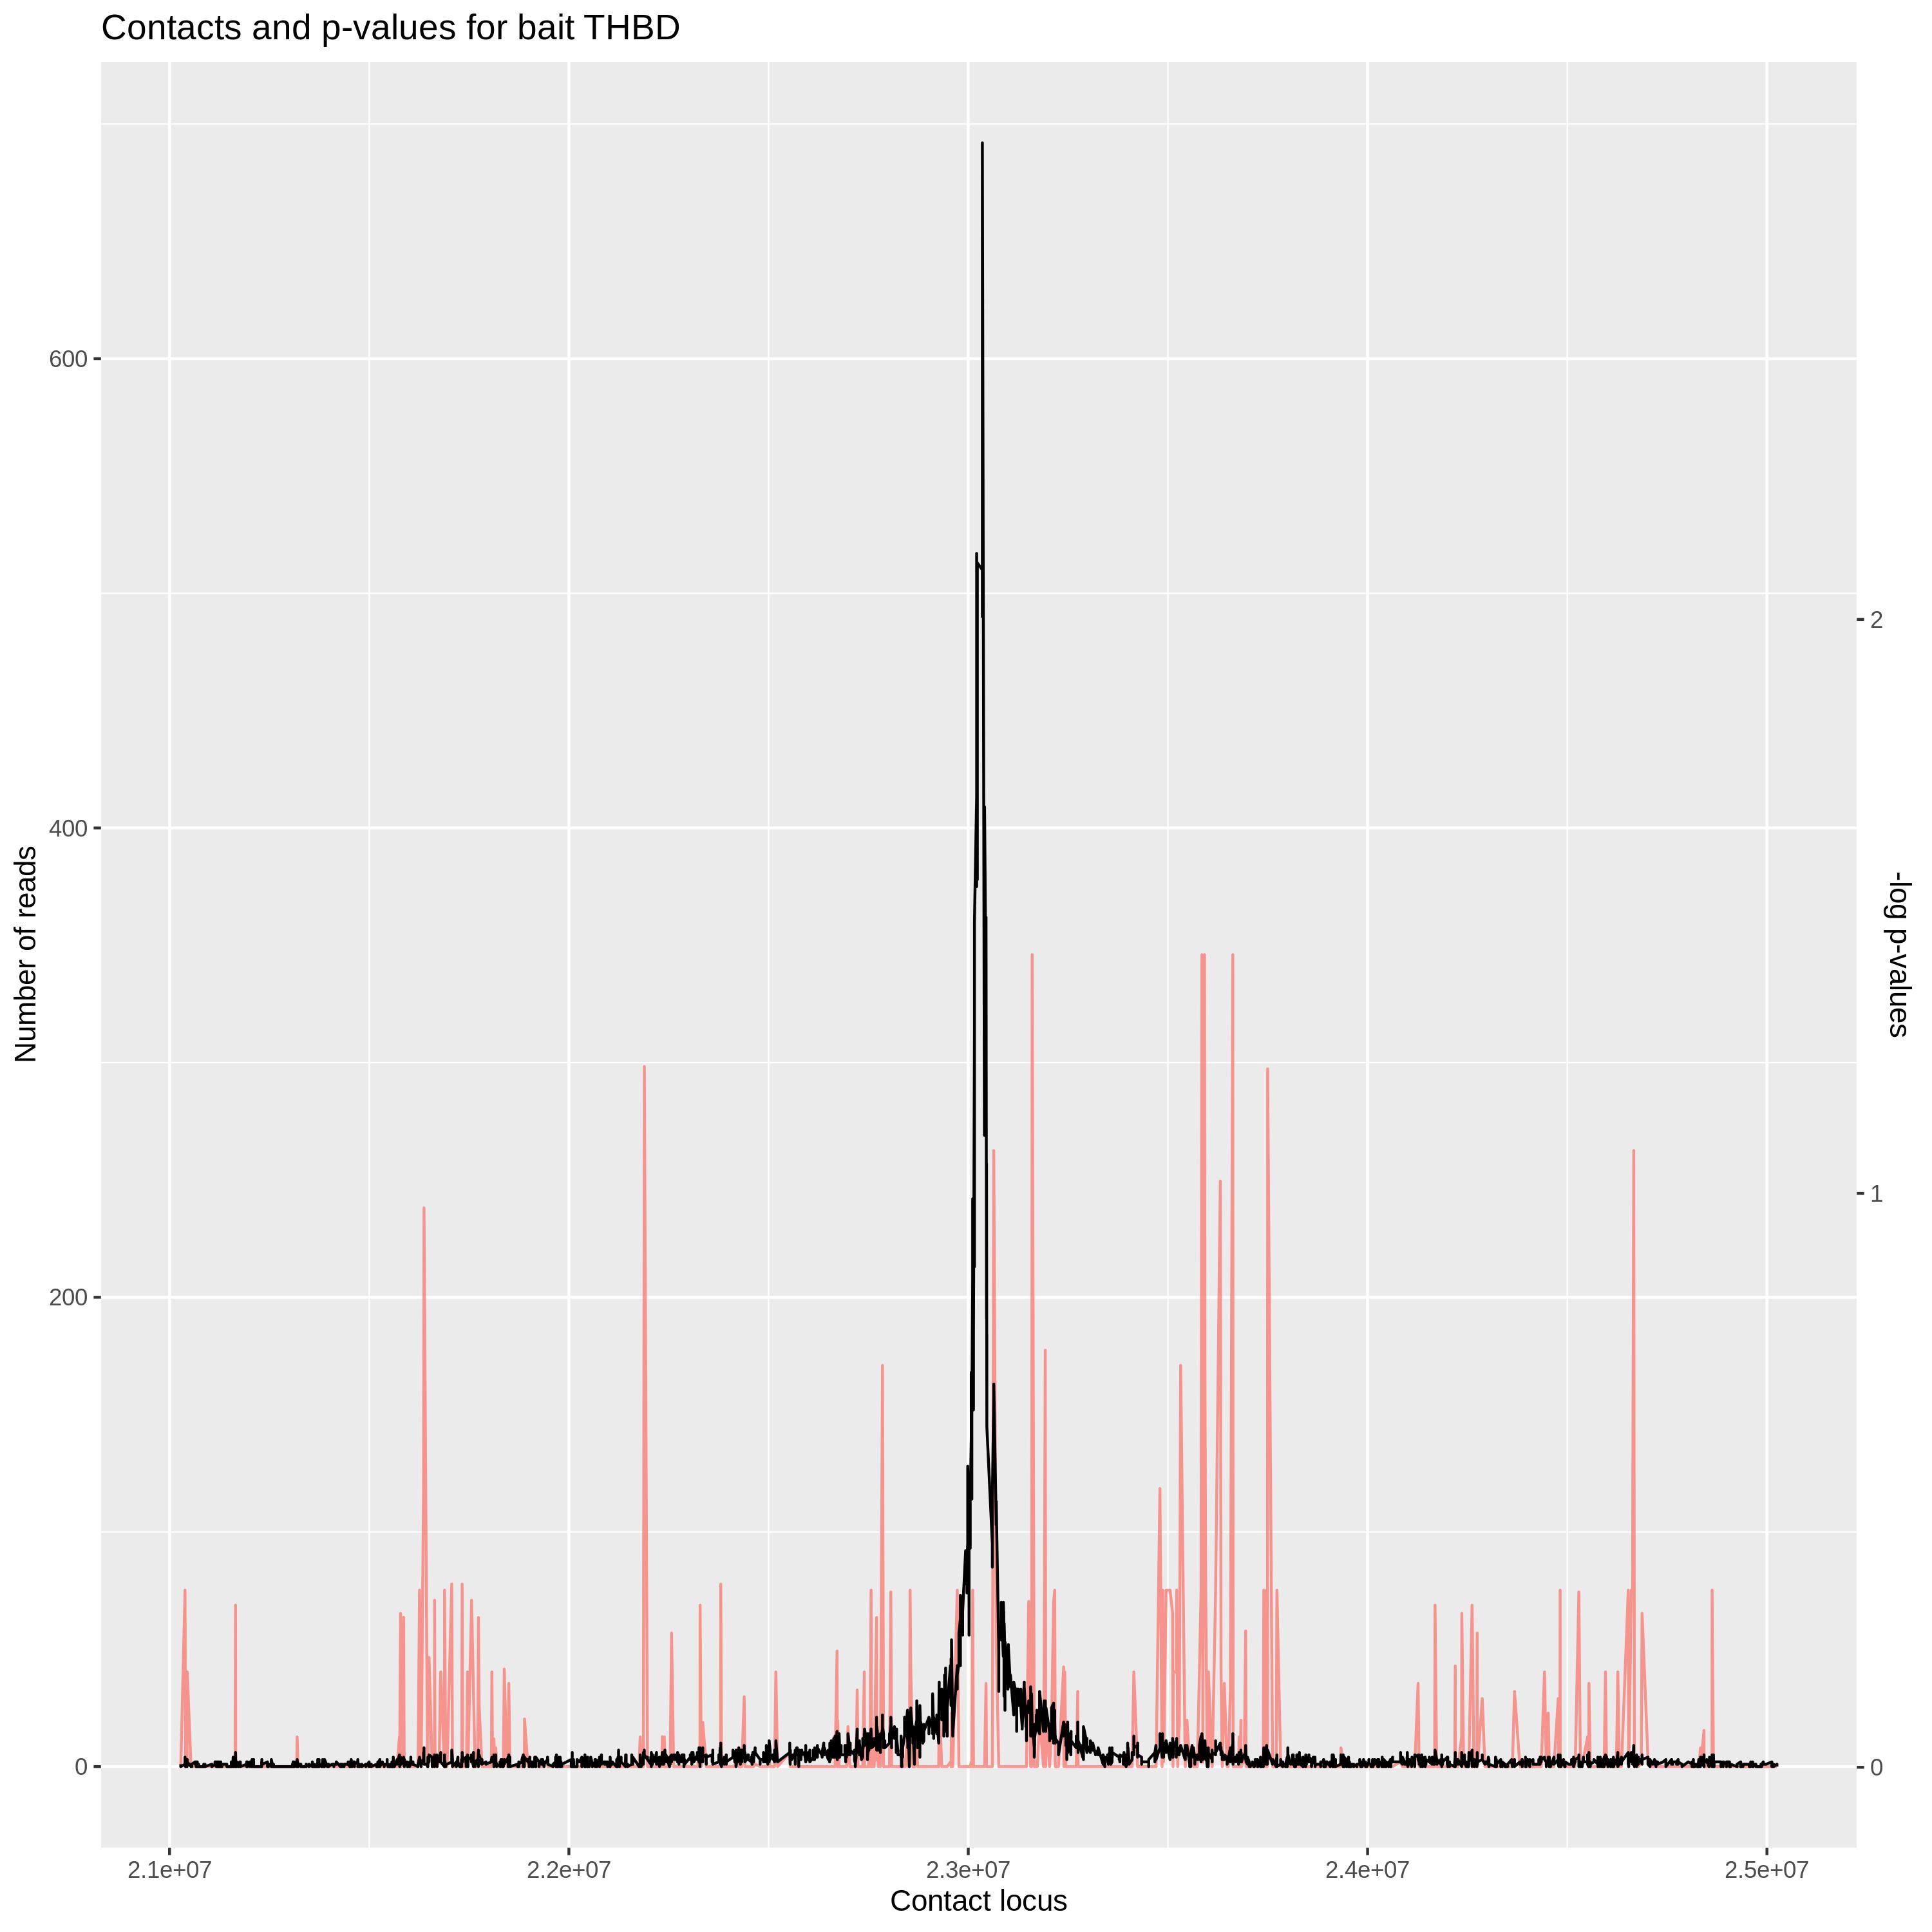 Contacts and p-values for bait THBD
600
400
200
0
Number of reads
2
1
0
-log p-values
2.1e+07 2.2e+07 2.3e+07 2.4e+07 2.5e+07
Contact locus